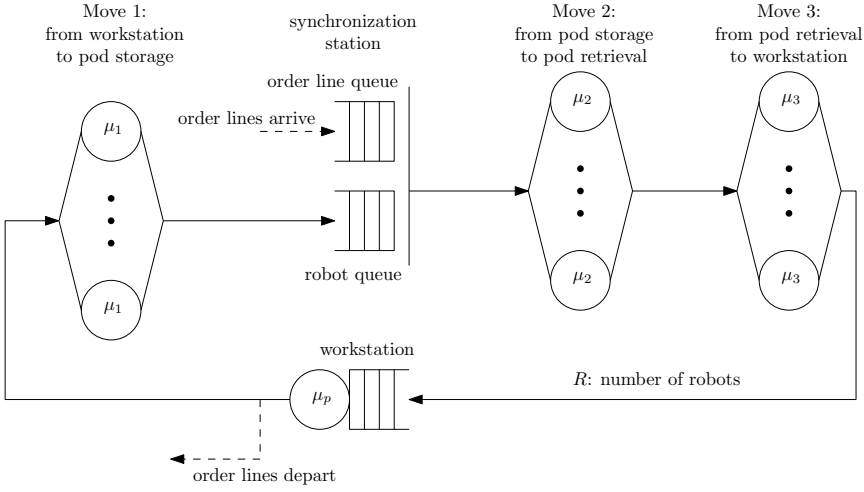 Move 1:
from workstation
to pod storage
synchronization
station
Move 2:
from pod storage
to pod retrieval
Move 3:
from pod retrieval
to workstation
order line queue
order lines arrive
robot queue
μ1
μ1
μ2
μ2
μ3
μ3
workstation
μp
R: number of robots
order lines depart